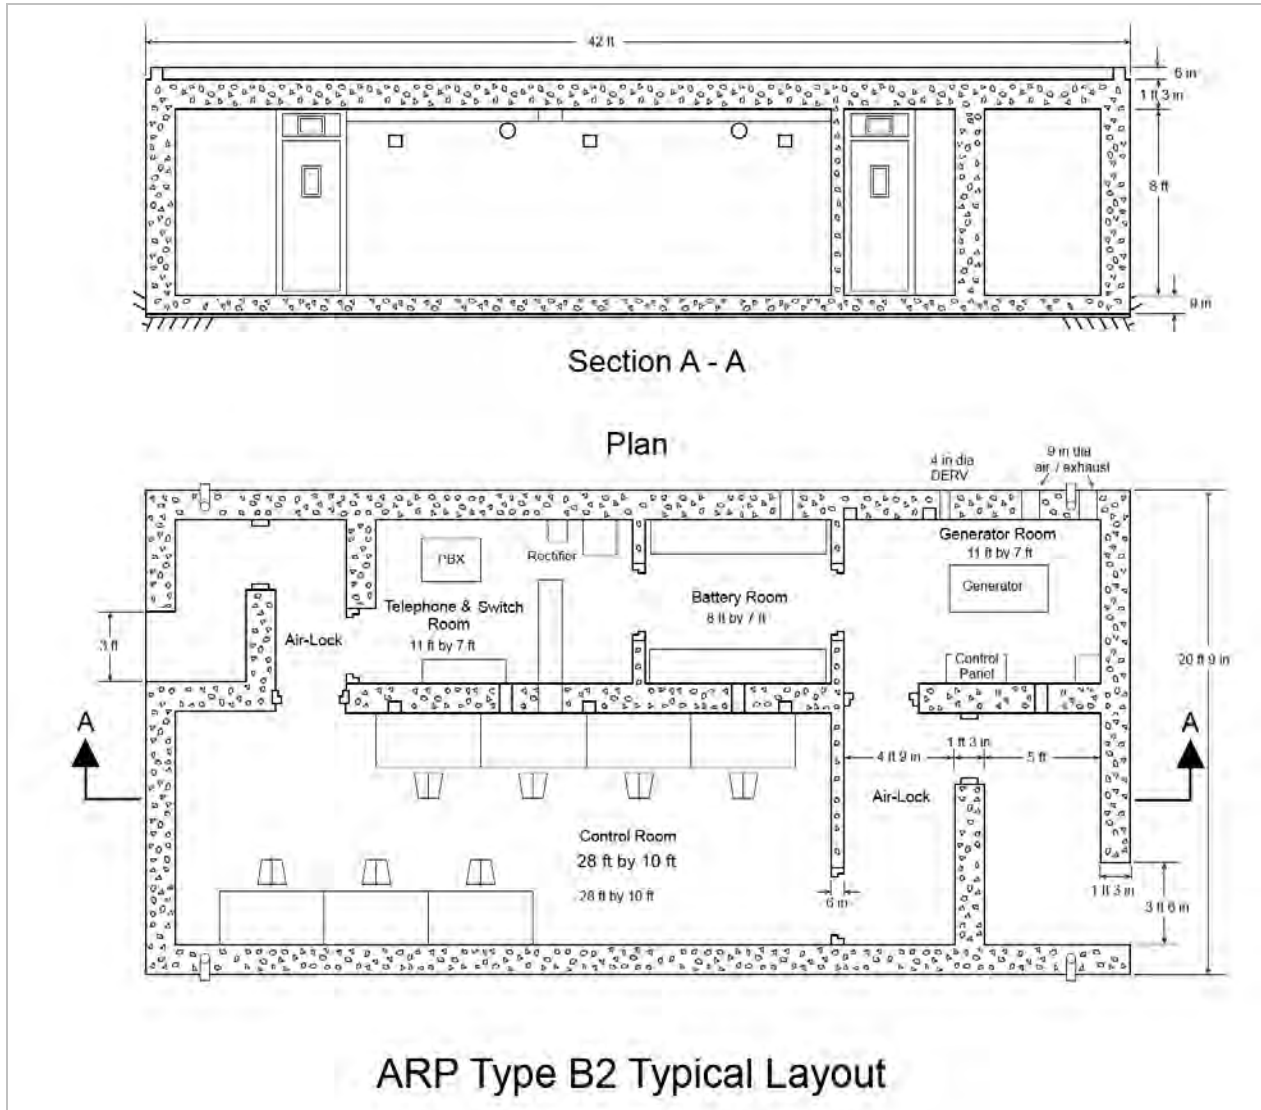 42 ft
6 in
1 ft 3 in
8 ft
9 in
Section A - A
Plan
4 in dia
DERV
9 in dia
air / exhaust
PBX
Rectifier
Generator Room
11 ft by 7 ft
Generator
Telephone & Switch
Room
11 ft by 7 ft
Battery Room
8 ft by 7 ft
Air-Lock
3 ft
Control
Panel
20 ft 9 in
A
A
4 ft 9 in
1 ft 3 in
5 ft
Air-Lock
Control Room
28 ft by 10 ft
28 ft by 10 ft
6 in
1 ft 3 in
3 ft 6 in
ARP Type B2 Typical Layout